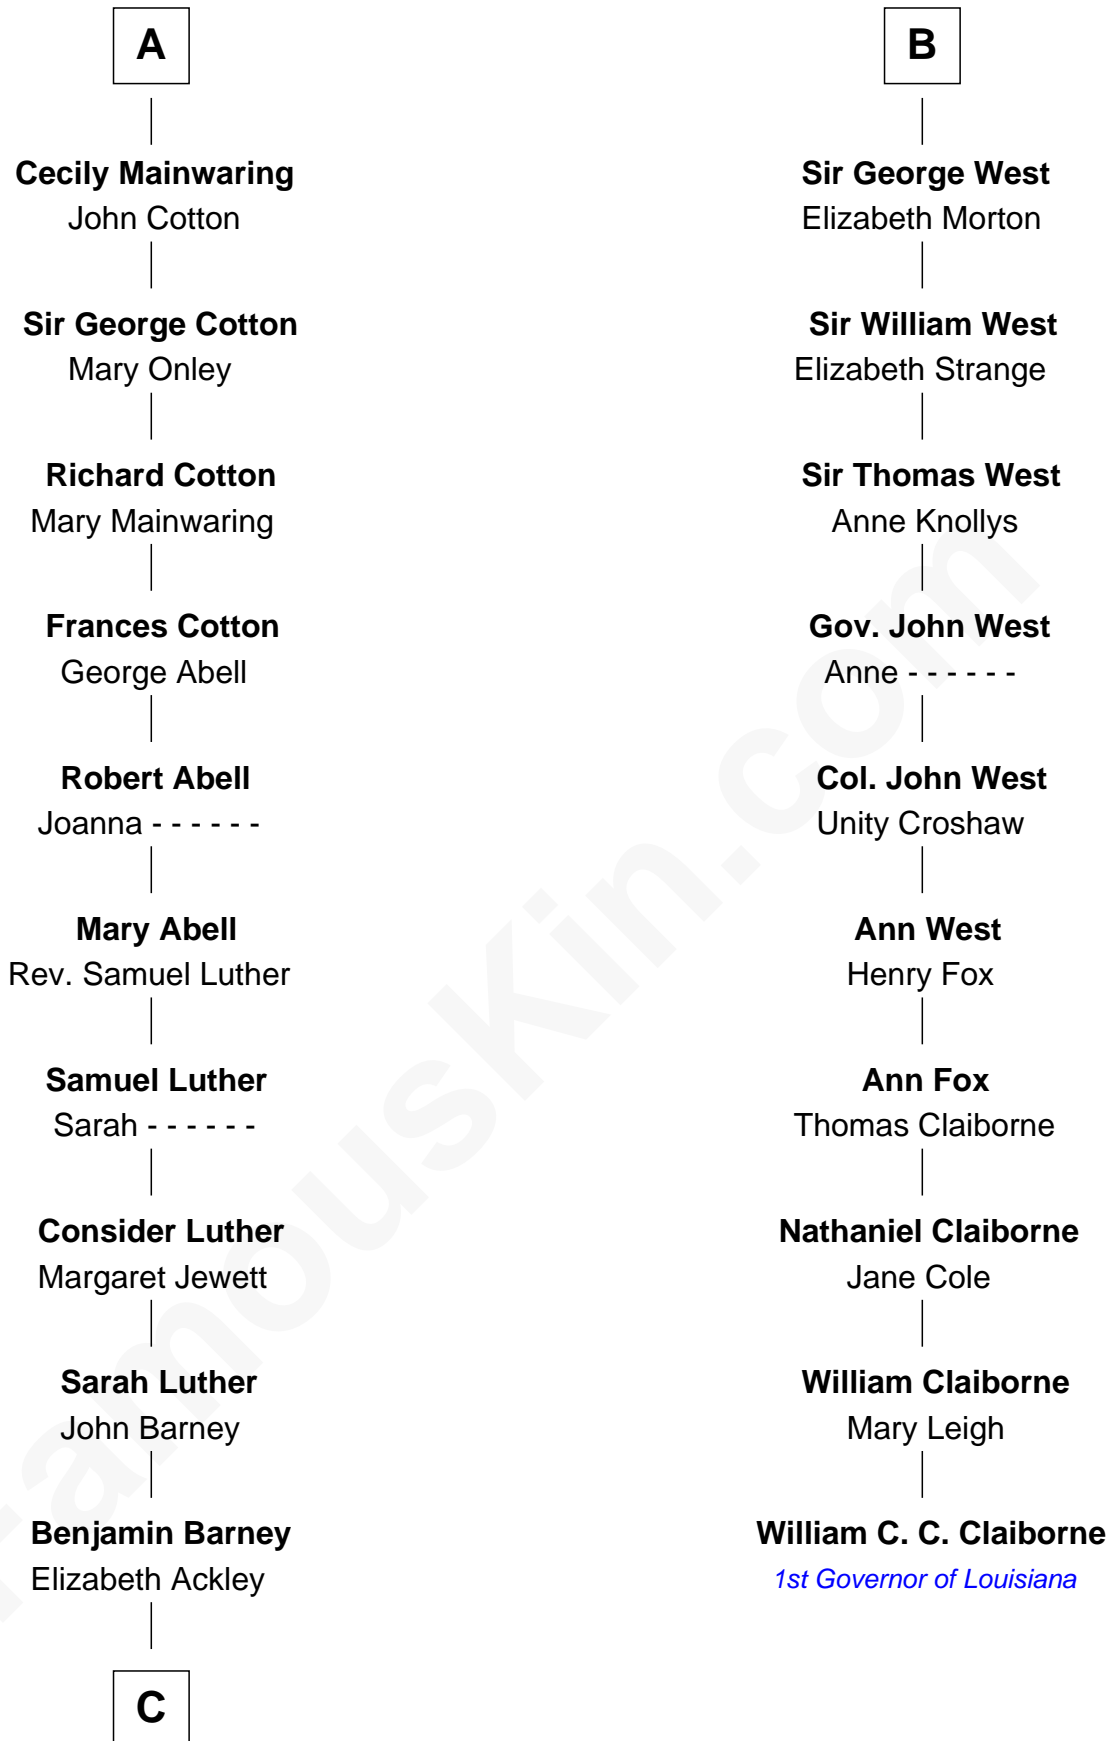 A
Cecily Mainwaring
John Cotton
Sir George Cotton
Mary Onley
Richard Cotton
Mary Mainwaring
Frances Cotton
George Abell
Robert Abell
Joanna - - - - - -
Mary Abell
Rev. Samuel Luther
Samuel Luther
Sarah - - - - - -
Consider Luther
Margaret Jewett
Sarah Luther
John Barney
Benjamin Barney
Elizabeth Ackley
C
B
Sir George West
Elizabeth Morton
Sir William West
Elizabeth Strange
Sir Thomas West
Anne Knollys
Gov. John West
Anne - - - - - -
Col. John West
Unity Croshaw
Ann West
Henry Fox
Ann Fox
Thomas Claiborne
Nathaniel Claiborne
Jane Cole
William Claiborne
Mary Leigh
William C. C. Claiborne
1st Governor of Louisiana
FamousKin.com